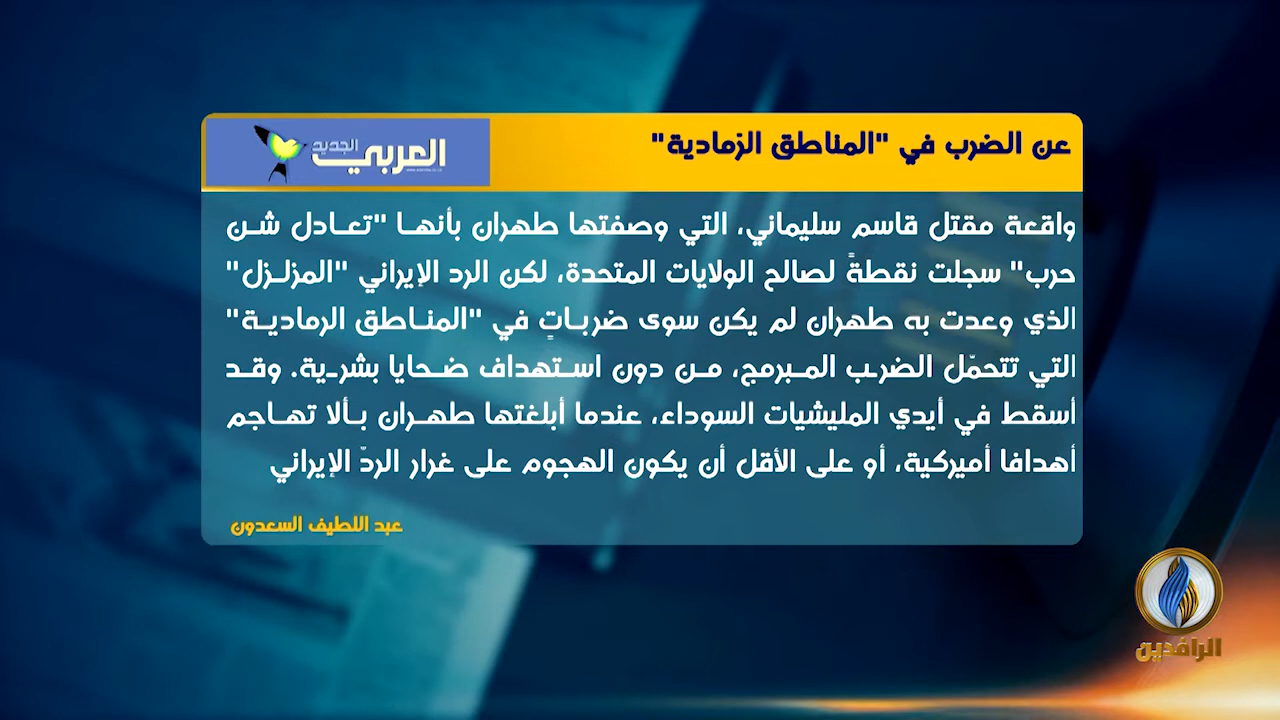 عن الضرب في "المناطق الزمادية"
العربي الجديد
واقعة مقتل قاسم سليماني، التي وصفتها طهران بأنها "تعادل شن
حرب" سجلت نقطةً لصالح الولايات المتحدة، لكن الرد الإيراني "المزلزل"
الذي وعدت به طهران لم يكن سوى ضرباتٍ في "المناطق الرمادية"
التي تتحمّل الضرب المبرمج، من دون استهداف ضحايا بشرية. وقد
أسقط في أيدي المليشيات السوداء، عندما أبلغتها طهران بألا تهاجم
أهدافا أميركية، أو على الأقل أن يكون الهجوم على غرار الردّ الإيراني
عبد اللطيف السعدون
الرافدين